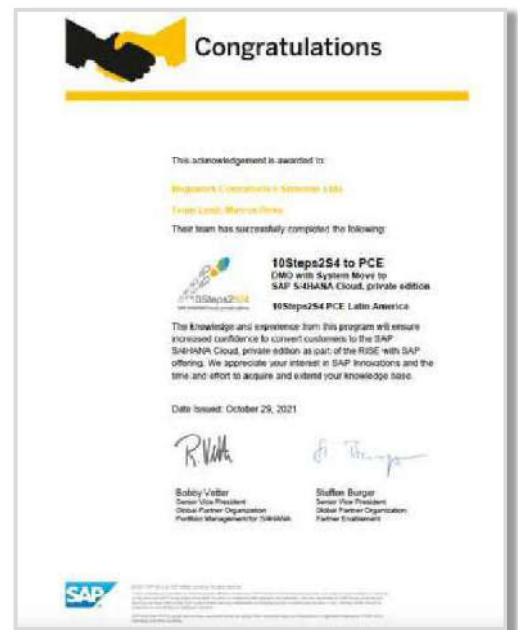 Congratulations
This acknowledgement is awarded to:
Team Lead: Marcus
Their team has successfully completed the following:
10Steps2S4 to PCE
DMO with System Move to
SAP S/4HANA Cloud, private edition
10Steps2S4
10Steps2S4 PCE Latin America
The knowledge and experience from this program will ensure
increased confidence to convert customers to the SAP
S/4HANA Cloud, private edition as part of the RISE with SAP
offering. We appreciate your interest in SAP Innovations and the
time and effort to acquire and extend your knowledge base.
Date Issued: October 29, 2021
Bobby Vetter
Senior Vice President
Global Partner Organization
Portfolio Management for S/4HANA
Steffen Burger
Senior Vice President
Global Partner Organization
Partner Enablement
SAP